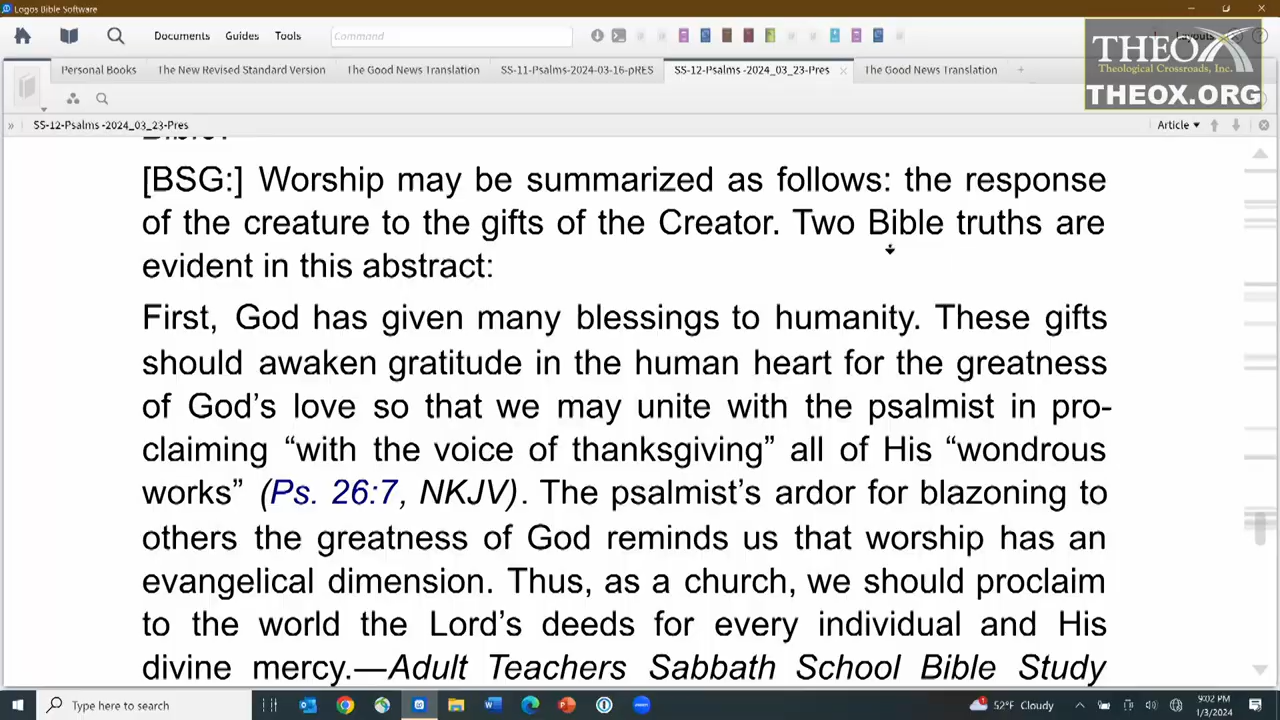 Logos Bible Software
Documents Guides Tools Command Layouts
THEOX
Theological Crossroads, Inc.
THEOX.ORG
Personal Books The New Revised Standard Version The Good Ne 11-Psalms-2024-03-16-pRES SS-12-Psalms -2024_03_23-Pres The Good News Translation
SS-12-Psalms -2024_03_23-Pres Article
[BSG:] Worship may be summarized as follows: the response
of the creature to the gifts of the Creator. Two Bible truths are
evident in this abstract:
First, God has given many blessings to humanity. These gifts
should awaken gratitude in the human heart for the greatness
of God’s love so that we may unite with the psalmist in pro-
claiming “with the voice of thanksgiving” all of His “wondrous
works” (Ps. 26:7, NKJV). The psalmist’s ardor for blazoning to
others the greatness of God reminds us that worship has an
evangelical dimension. Thus, as a church, we should proclaim
to the world the Lord’s deeds for every individual and His
divine mercy.—Adult Teachers Sabbath School Bible Study
Type here to search 52°F Cloudy 9:02 PM
1/3/2024